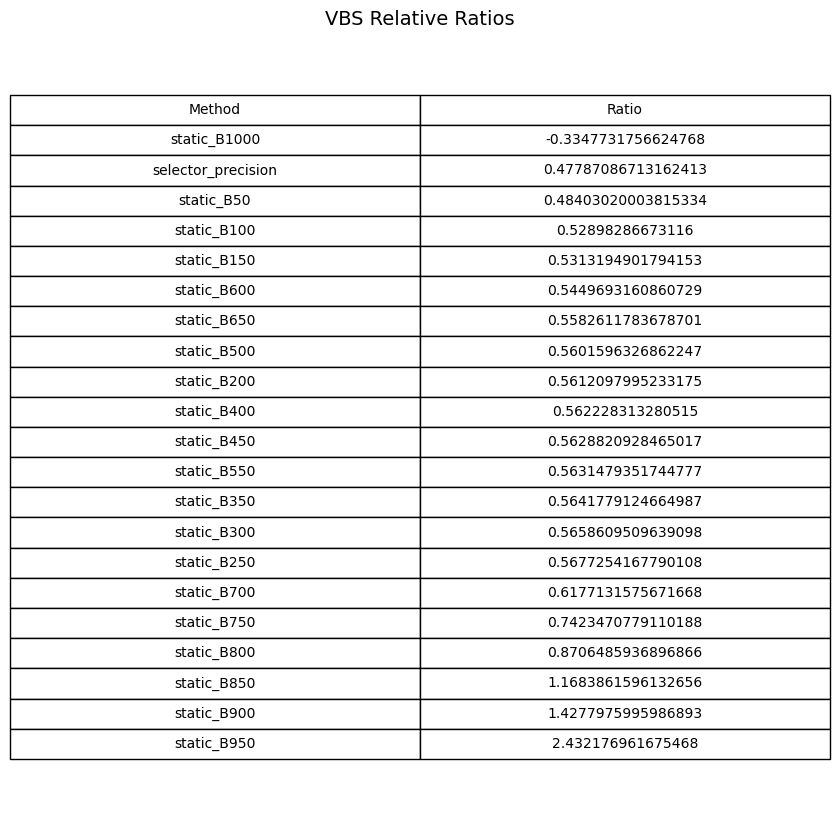 VBS Relative Ratios
Method Ratio
static_B1000 -0.3347731756624768
selector_precision 0.47787086713162413
static_B50 0.48403020003815334
static_B100 0.52898286673116
static_B150 0.5313194901794153
static_B600 0.5449693160860729
static_B650 0.5582611783678701
static_B500 0.5601596326862247
static_B200 0.5612097995233175
static_B400 0.562228313280515
static_B450 0.5628820928465017
static_B550 0.5631479351744777
static_B350 0.5641779124664987
static_B300 0.5658609509639098
static_B250 0.5677254167790108
static_B700 0.6177131575671668
static_B750 0.7423470779110188
static_B800 0.8706485936896866
static_B850 1.1683861596132656
static_B900 1.4277975995986893
static_B950 2.432176961675468